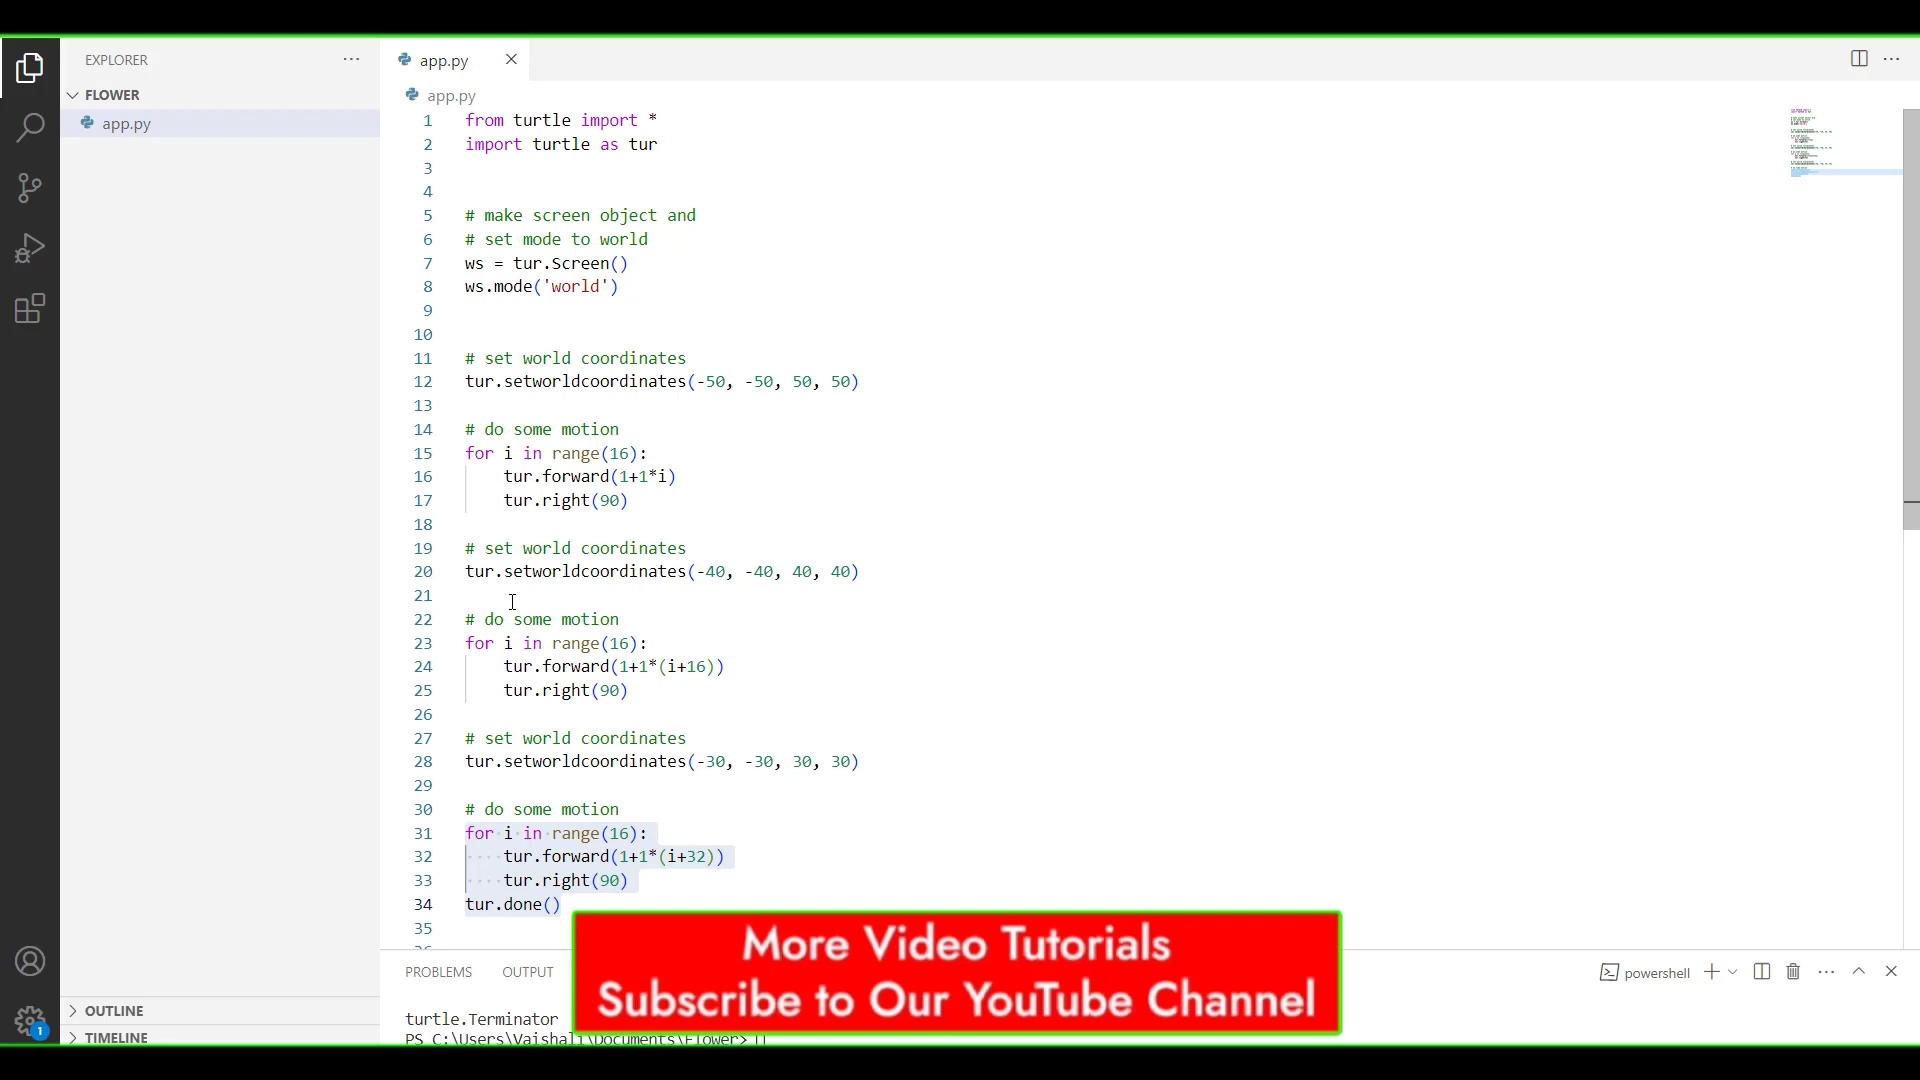 EXPLORER
FLOWER
app.py
app.py
app.py
1 from turtle import *
2 import turtle as tur
3
4
5 # make screen object and
6 # set mode to world
7 ws = tur.Screen()
8 ws.mode('world')
9
10
11 # set world coordinates
12 tur.setworldcoordinates(-50, -50, 50, 50)
13
14 # do some motion
15 for i in range(16):
16 tur.forward(1+1*i)
17 tur.right(90)
18
19 # set world coordinates
20 tur.setworldcoordinates(-40, -40, 40, 40)
21
22 # do some motion
23 for i in range(16):
24 tur.forward(1+1*(i+16))
25 tur.right(90)
26
27 # set world coordinates
28 tur.setworldcoordinates(-30, -30, 30, 30)
29
30 # do some motion
31 for i in range(16):
32 tur.forward(1+1*(i+32))
33 tur.right(90)
34 tur.done()
35
PROBLEMS OUTPUT
powershell
turtle.Terminator
PS C:\Users\Vaishali\Documents\Flower>
More Video Tutorials
Subscribe to Our YouTube Channel
OUTLINE
TIMELINE
1